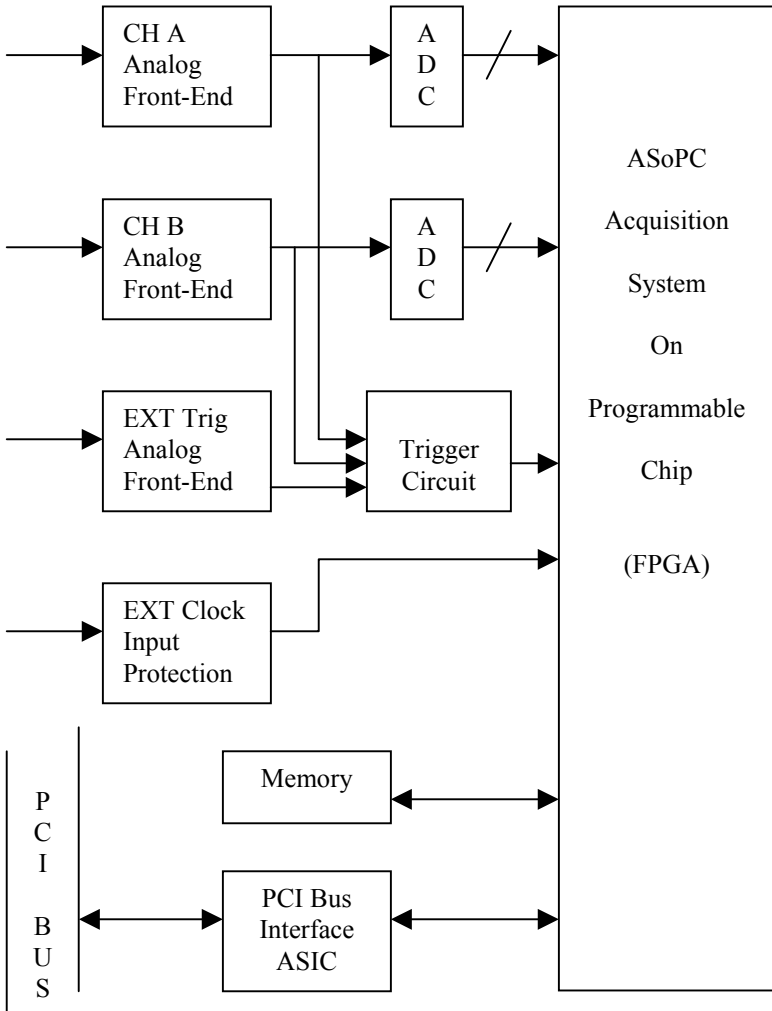 CH A
Analog
Front-End
A
D
C
CH B
Analog
Front-End
A
D
C
EXT Trig
Analog
Front-End
Trigger
Circuit
EXT Clock
Input
Protection
ASoPC
Acquisition
System
On
Programmable
Chip
(FPGA)
Memory
PCI Bus
Interface
ASIC
P
C
I
B
U
S